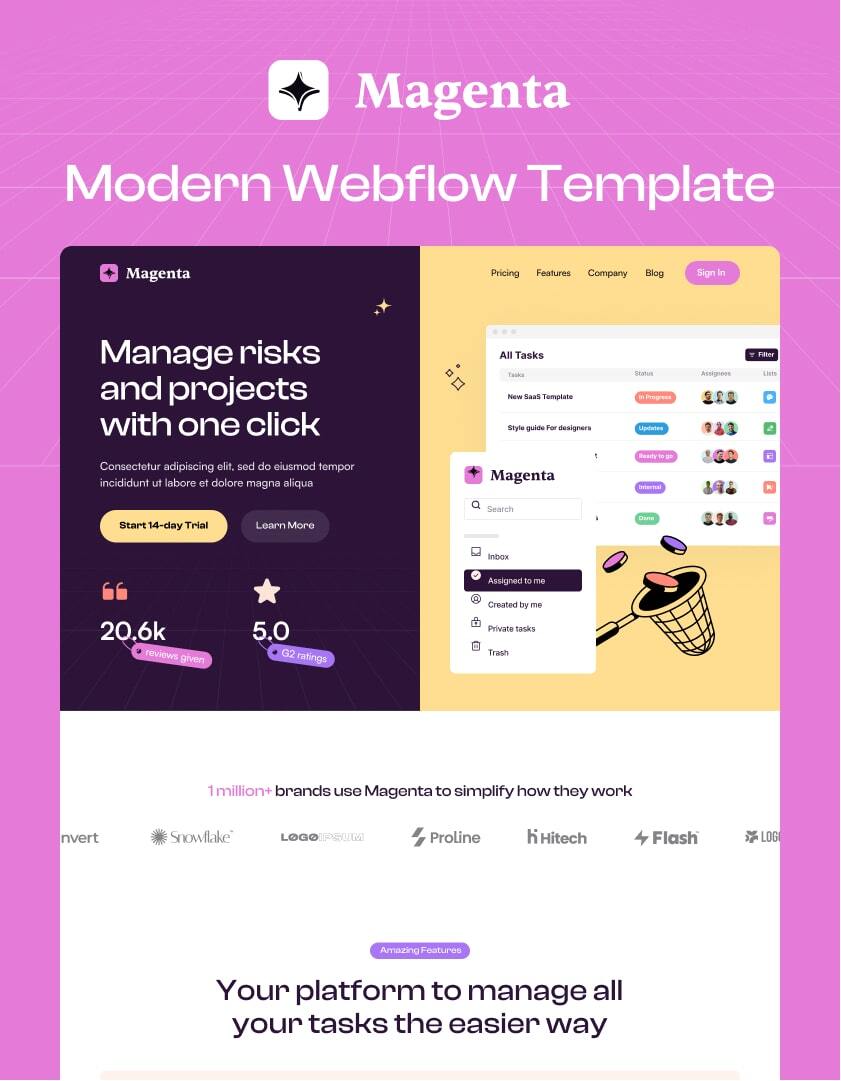 Magenta
Modern Webflow Template
Magenta
Pricing Features Company Blog Sign In
Manage risks
and projects
with one click
Consectetur adipiscing elit, sed do eiusmod tempor
incididunt ut labore et dolore magna aliqua
Start 14-day Trial Learn More
20.6k
reviews given
5.0
G2 ratings
All Tasks
Filter
Tasks Status Assignees Lists
New SaaS Template In Progress
Style guide For designers Updates
Ready to go
Internal
Done
Magenta
Search
Inbox
Assigned to me
Created by me
Private tasks
Trash
1 million+ brands use Magenta to simplify how they work
nvert Snowflake™ LOGOIPSUM Proline Hitech Flash™ LOG
Amazing Features
Your platform to manage all
your tasks the easier way